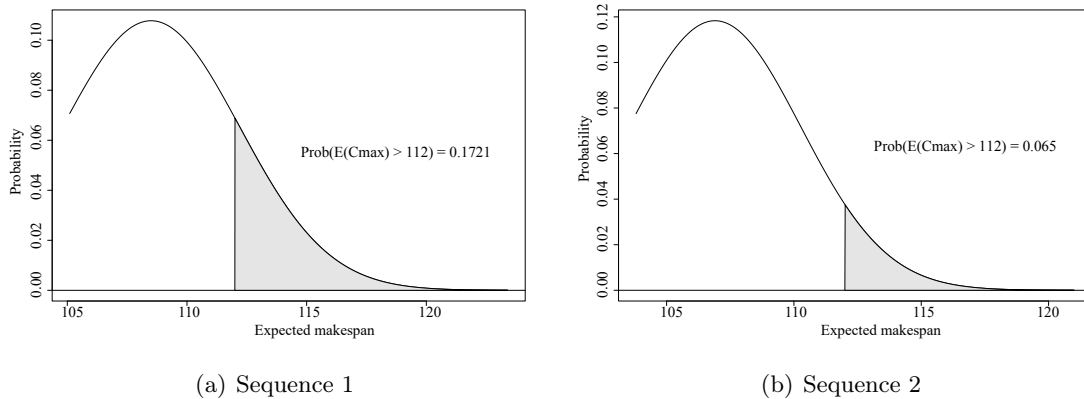 0.10
0.08
0.06
0.04
0.02
0.00
Probability
Prob(E(Cmax) > 112) = 0.1721
105 110 115 120
Expected makespan
(a) Sequence 1
0.12
0.10
0.08
0.06
0.04
0.02
0.00
Probability
Prob(E(Cmax) > 112) = 0.065
105 110 115 120
Expected makespan
(b) Sequence 2